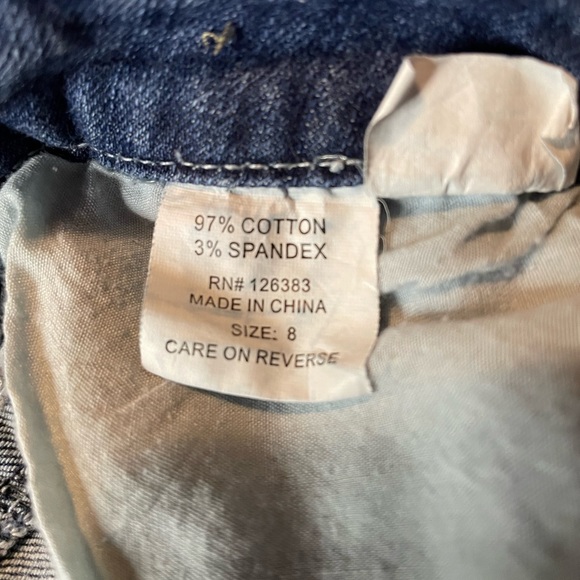 97% COTTON
3% SPANDEX
RN# 126383
MADE IN CHINA
SIZE: 8
CARE ON REVERSE